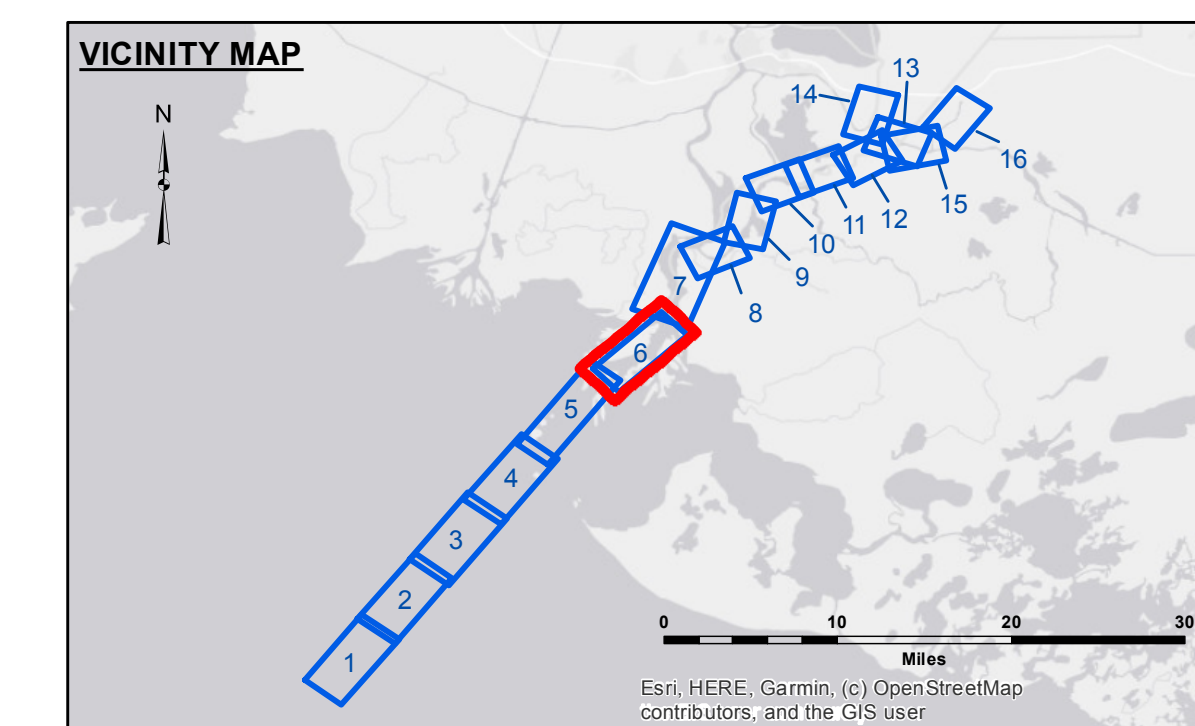 VICINITY MAP
N
13
14
16
15
12
11
10
9
7
8
6
5
4
3
2
1
0 10 20 30
Miles
Esri, HERE, Garmin, (c) OpenStreetMap
contributors, and the GIS user